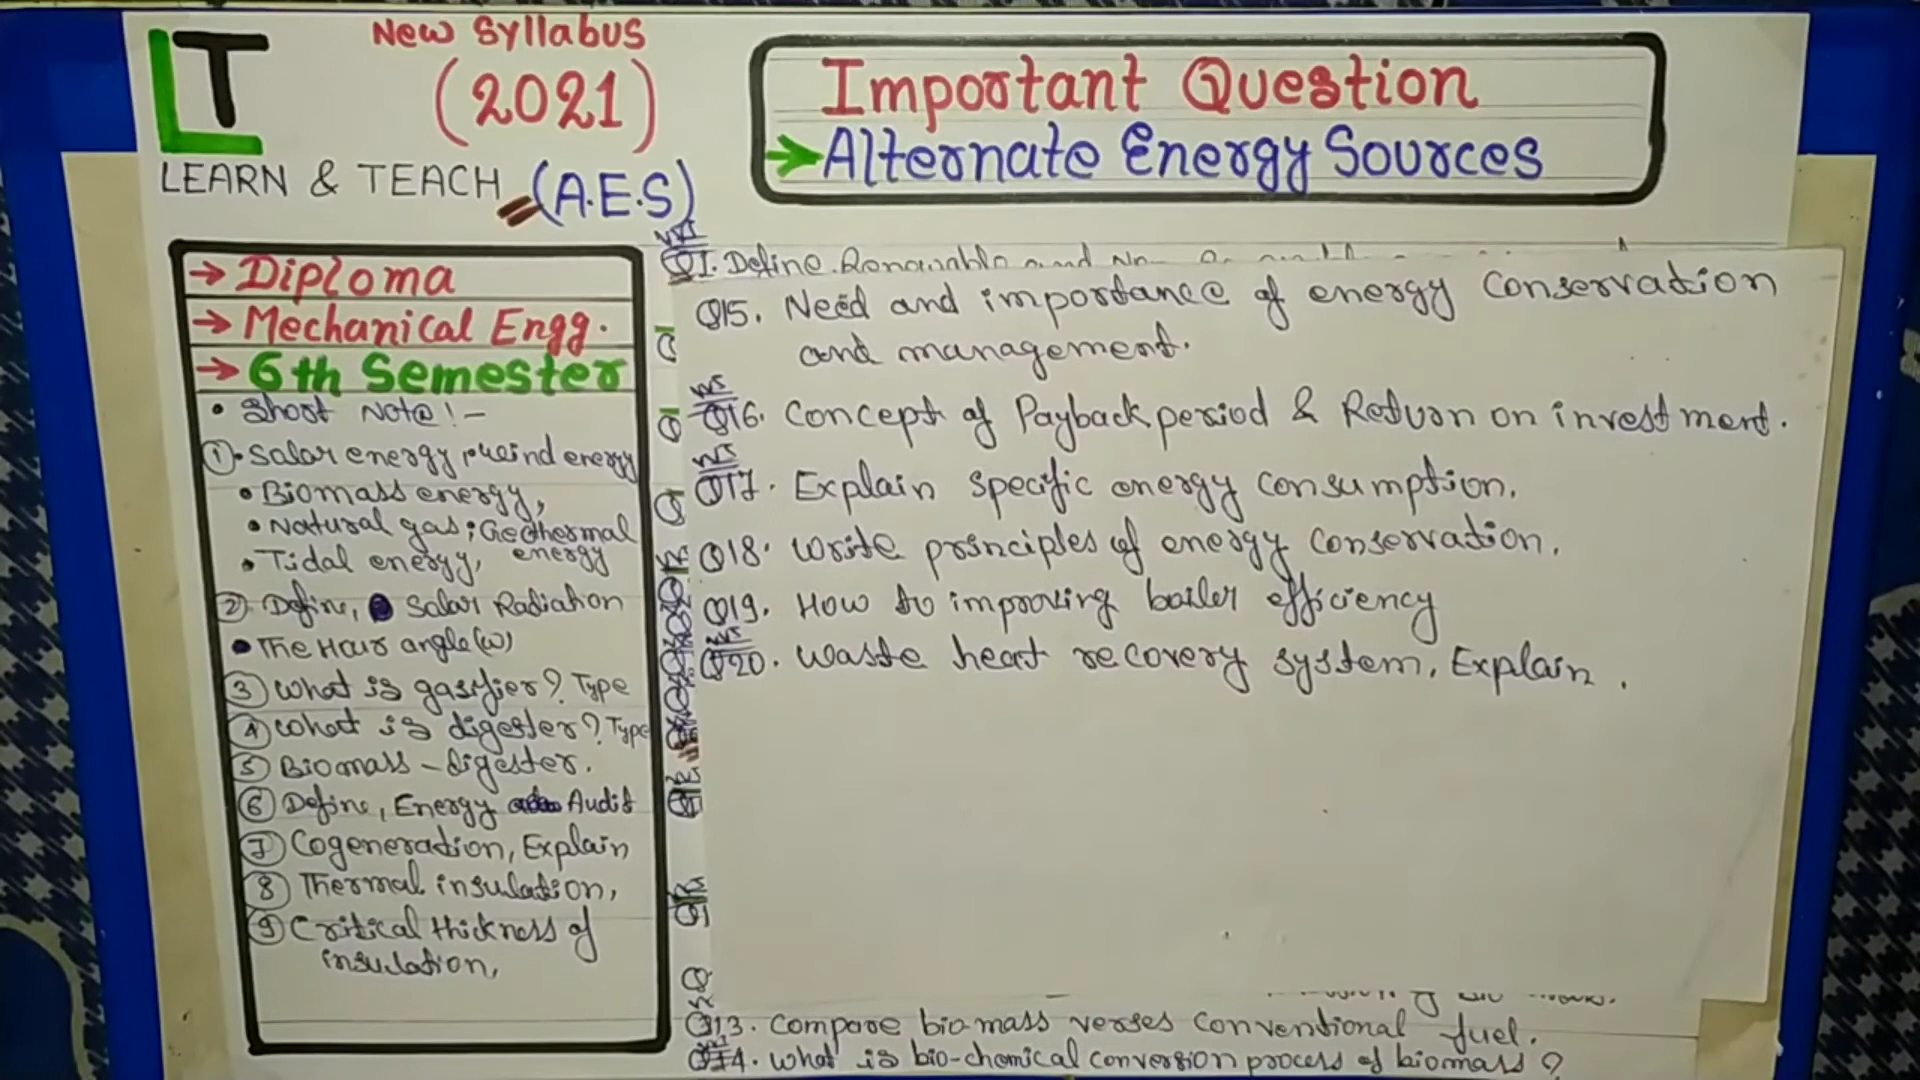 LT
LEARN & TEACH
New Syllabus
(2021)
(A.E.S)
Important Question
→ Alternate Energy Sources
→ Diploma
→ Mechanical Engg.
→ 6th Semester
• Short Note! -
① • Solar energy, wind energy
• Biomass energy,
• Natural gas; Geothermal energy
• Tidal energy,
② Define, Solar Radiation
• The Hour angle (ω)
③ What is gasifier? Type
④ What is digester? Type
⑤ Biomass - digester.
⑥ Define, Energy Audit
⑦ Cogeneration, Explain
⑧ Thermal insulation,
⑨ Critical thickness of
insulation,
Q1. Define Renewable and
Q15. Need and importance of energy conservation
and management.
Q16. Concept of Payback period & Return on investment.
Q17. Explain specific energy consumption.
Q18. Write principles of energy conservation.
Q19. How to improving boiler efficiency
Q20. Waste heat recovery system, Explain.
Q13. Compare biomass verses conventional fuel.
Q14. What is bio-chemical conversion process of biomass?